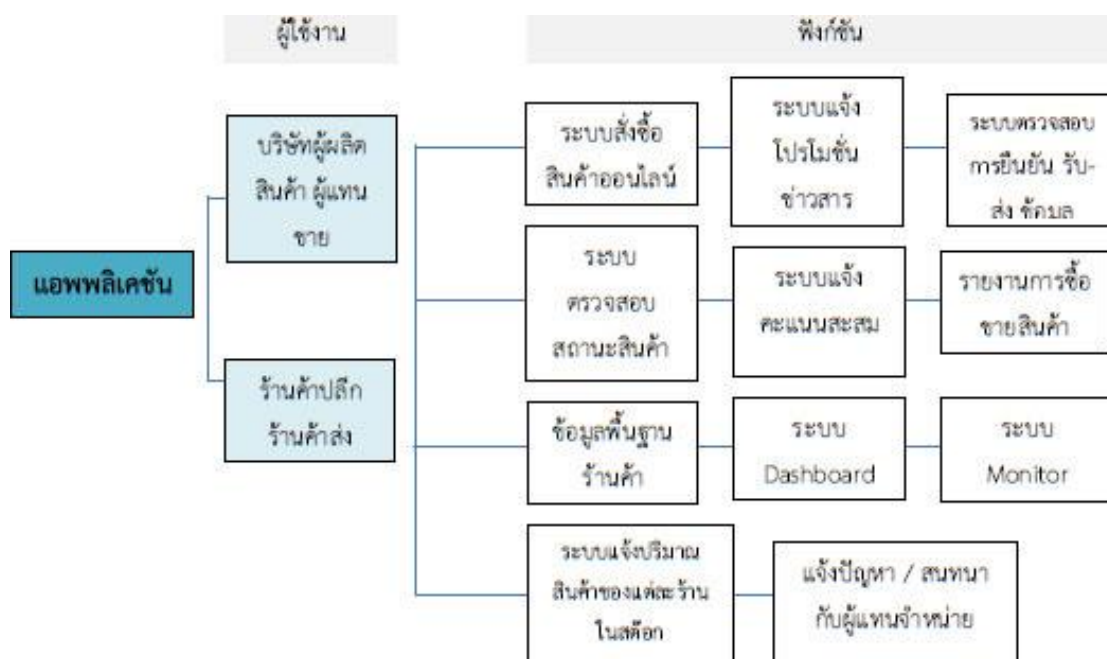 ผู้ใช้งาน
ฟังก์ชัน
แอพพลิเคชัน
บริษัทผู้ผลิต
สินค้า ผู้แทน
ขาย
ร้านค้าปลีก
ร้านค้าส่ง
ระบบสั่งซื้อ
สินค้าออนไลน์
ระบบแจ้ง
โปรโมชั่น
ข่าวสาร
ระบบตรวจสอบ
การยืนยัน รับ-
ส่ง ข้อมูล
ระบบ
ตรวจสอบ
สถานะสินค้า
ระบบแจ้ง
คะแนนสะสม
รายงานการซื้อ
ขายสินค้า
ข้อมูลพื้นฐาน
ร้านค้า
ระบบ
Dashboard
ระบบ
Monitor
ระบบแจ้งปริมาณ
สินค้าของแต่ละร้าน
ในสต๊อก
แจ้งปัญหา / สนทนา
กับผู้แทนจำหน่าย